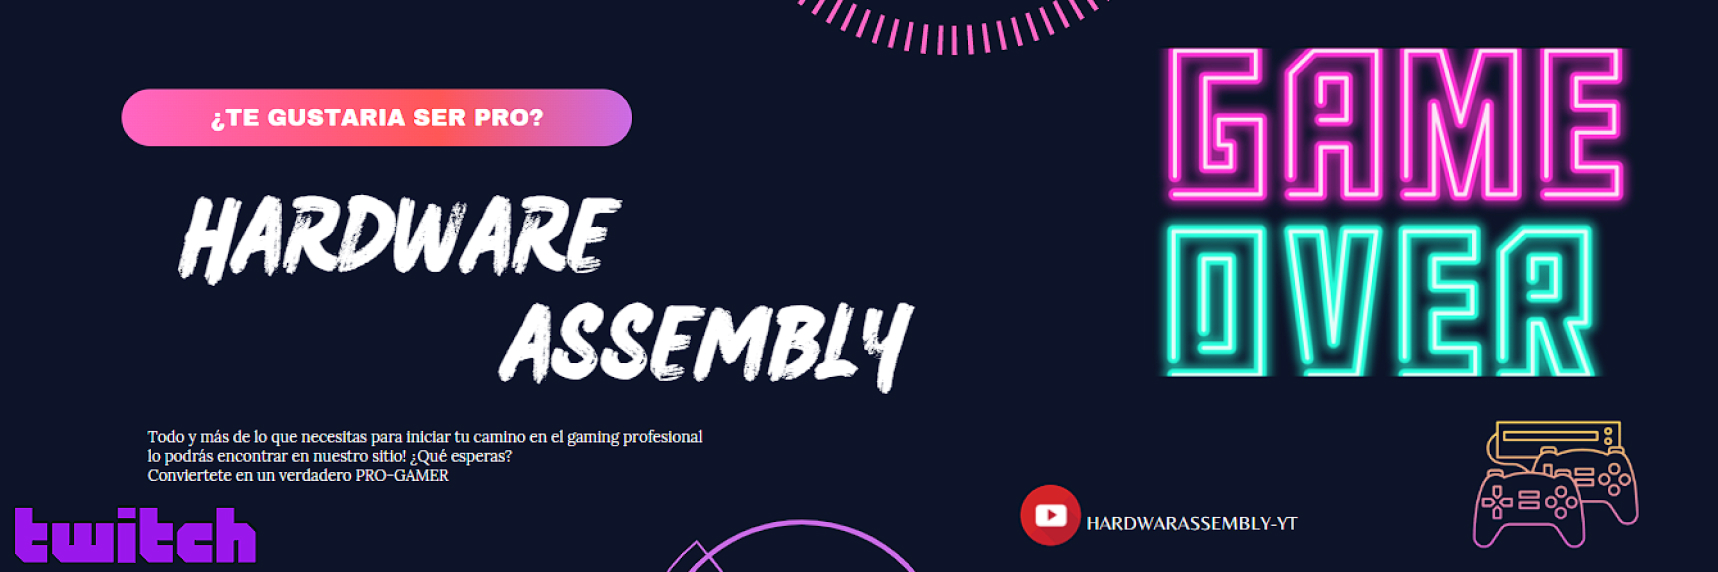 ¿TE GUSTARIA SER PRO?
HARDWARE
ASSEMBLY
Todo y más de lo que necesitas para iniciar tu camino en el gaming profesional
lo podrás encontrar en nuestro sitio! ¿Qué esperas?
Conviertete en un verdadero PRO-GAMER
twitch
GAME
OVER
HARDWARASSEMBLY-YT